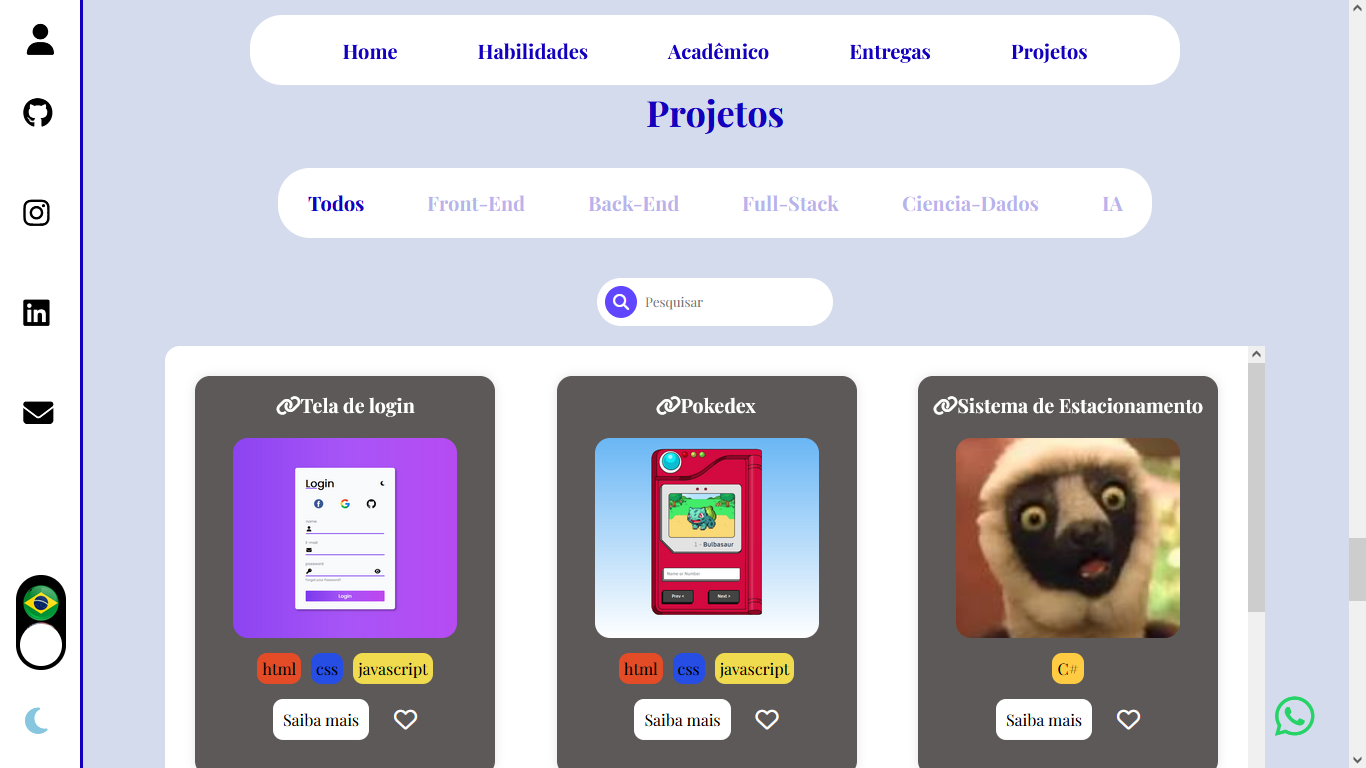 Home Habilidades Acadêmico Entregas Projetos
Projetos
Todos Front-End Back-End Full-Stack Ciencia-Dados IA
Pesquisar
Tela de login
Login
name
E-mail
password
Forgot your Password?
Login
html css javascript
Saiba mais
Pokedex
1 - Bulbasaur
Name or Number
Prev < Next >
html css javascript
Saiba mais
Sistema de Estacionamento
C#
Saiba mais